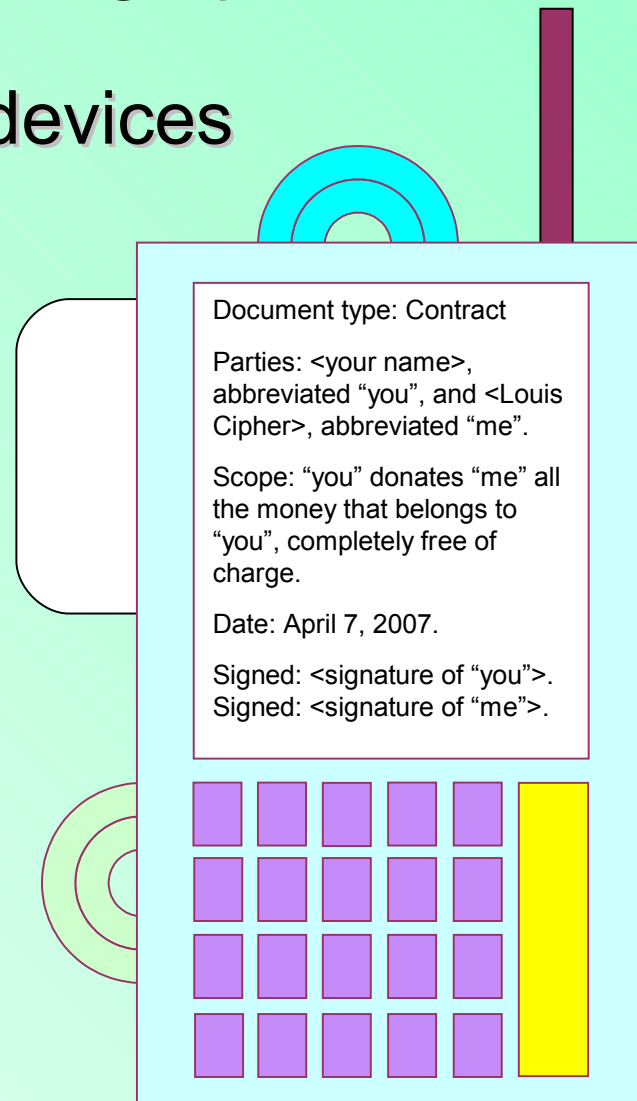 devices
Document type: Contract
Parties: <your name>,
abbreviated “you”, and <Louis
Cipher>, abbreviated “me”.
Scope: “you” donates “me” all
the money that belongs to
“you”, completely free of
charge.
Date: April 7, 2007.
Signed: <signature of “you”>.
Signed: <signature of “me”>.